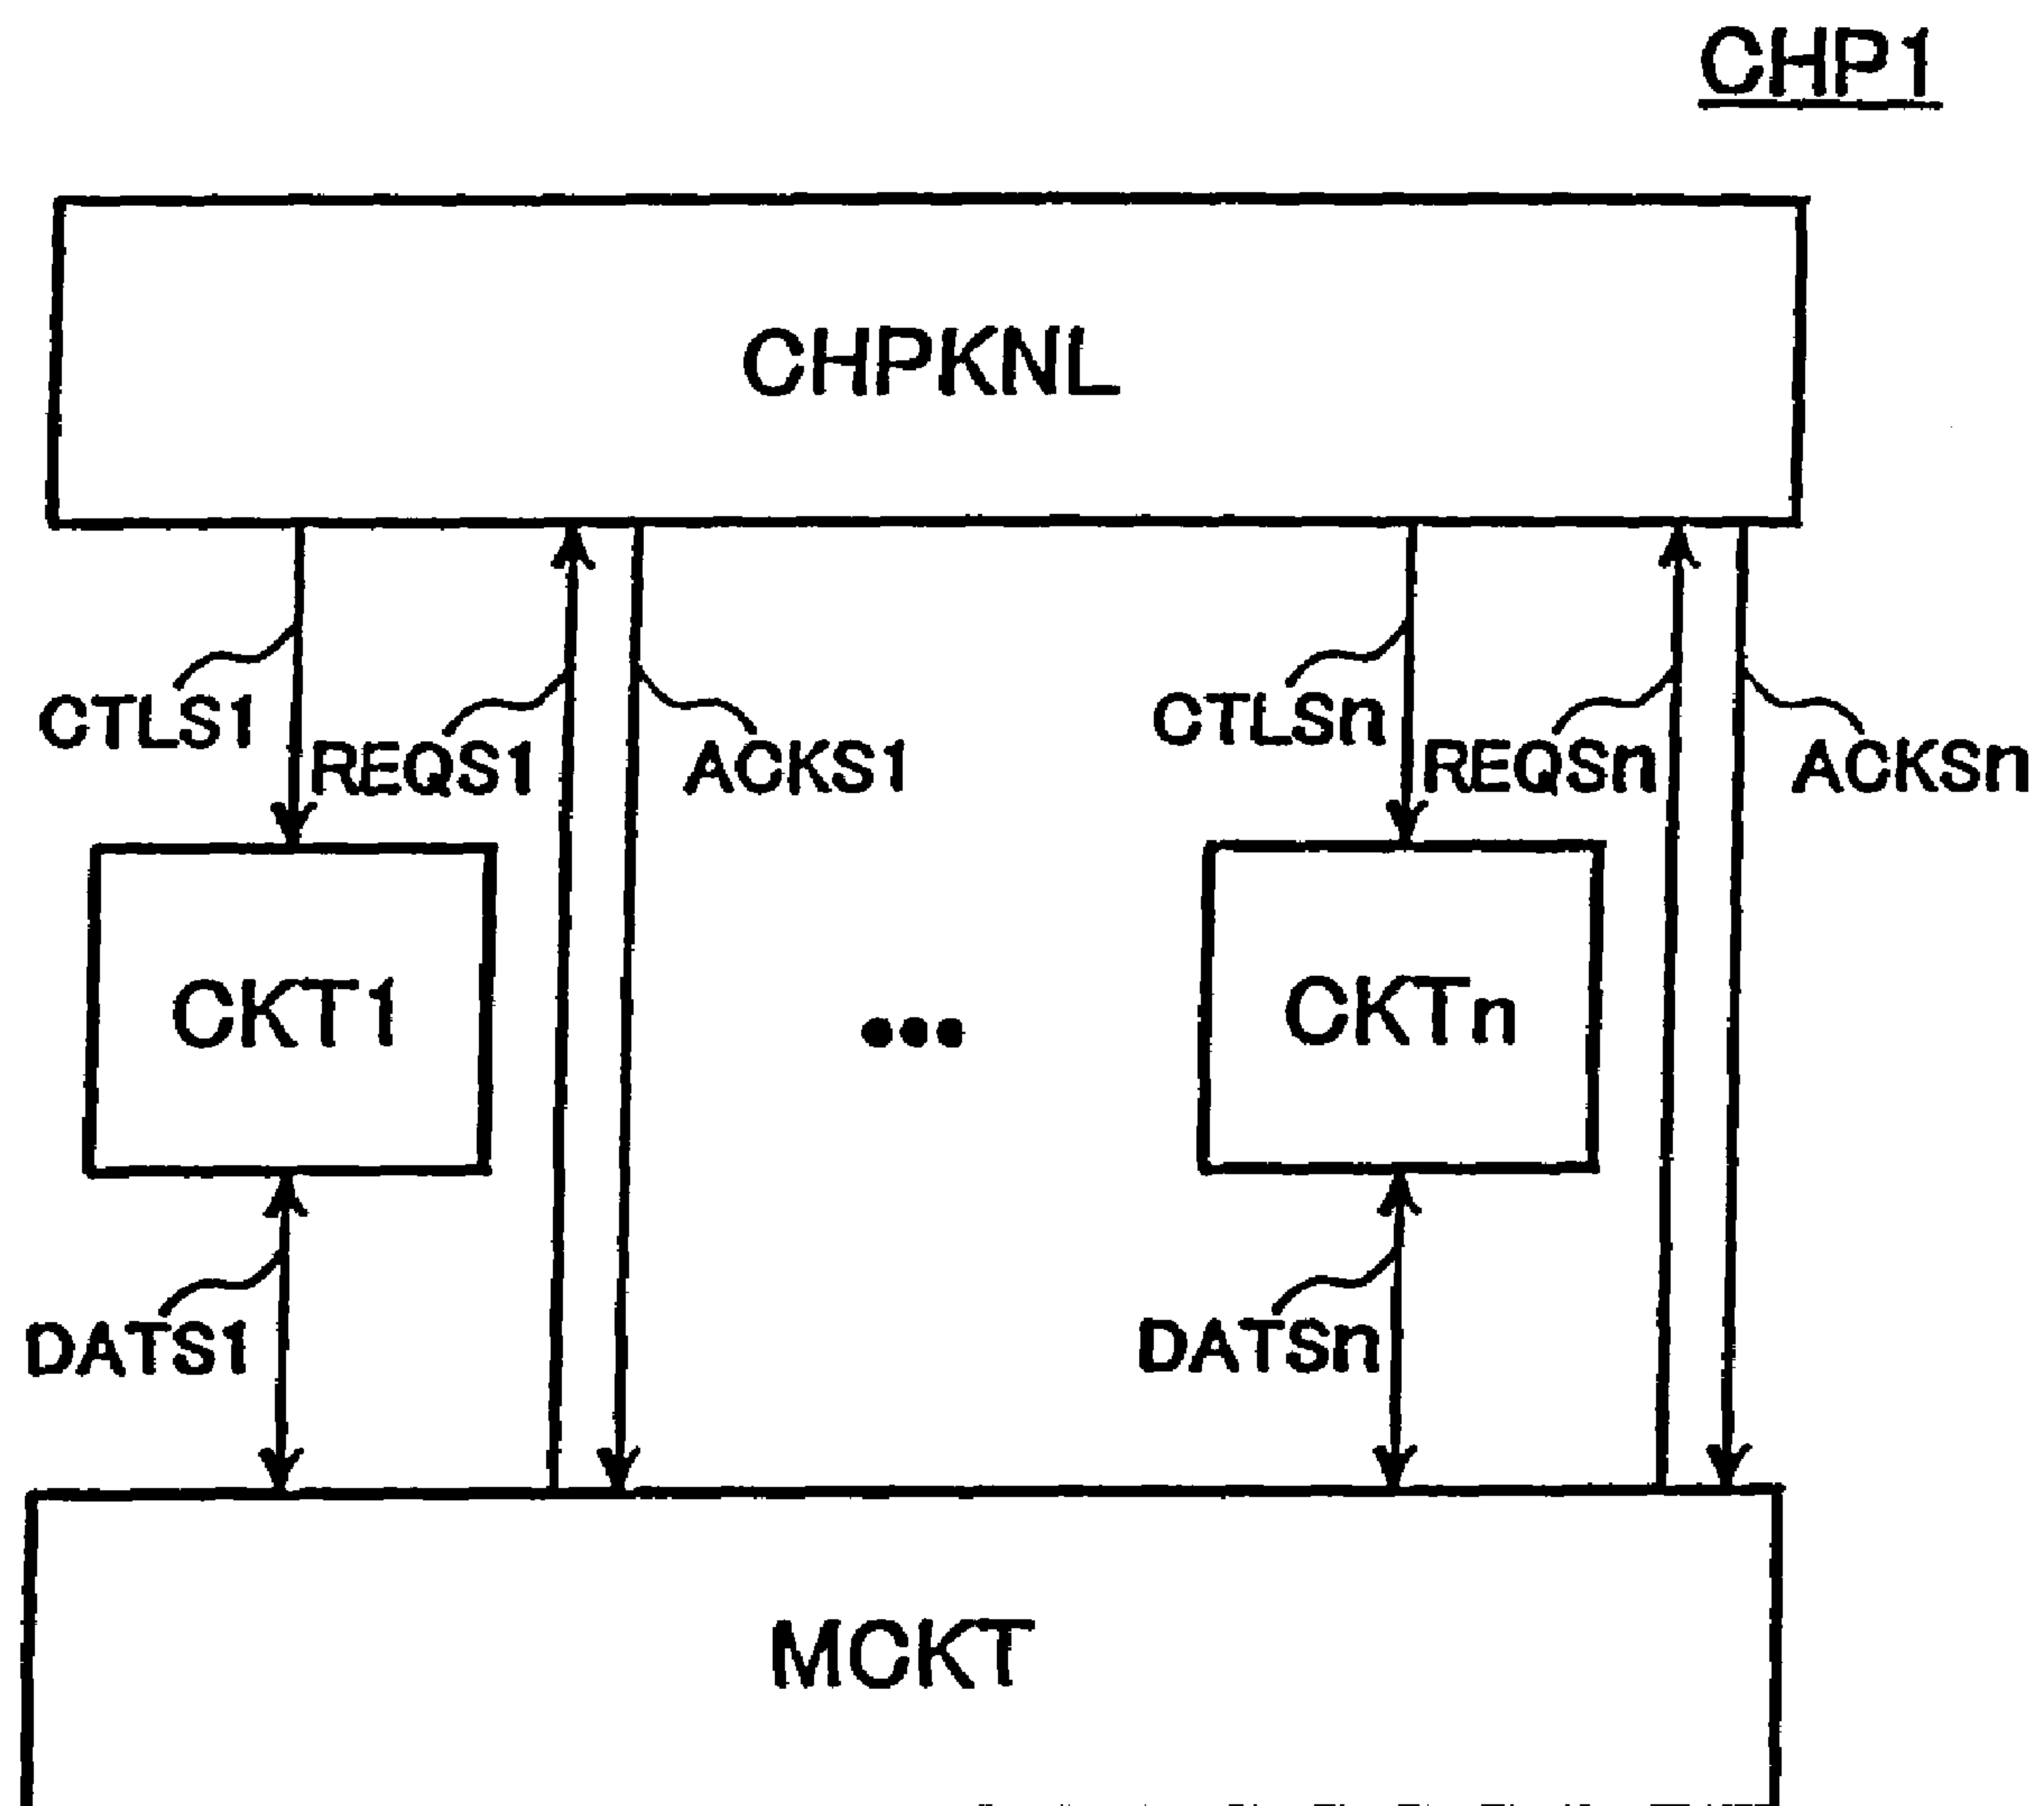 CHP1
CHPKNL
CTLS1
REQS1
ACKS1
CTLSn
REQSn
ACKSn
CKT1
•••
CKTn
DATS1
DATSn
MCKT